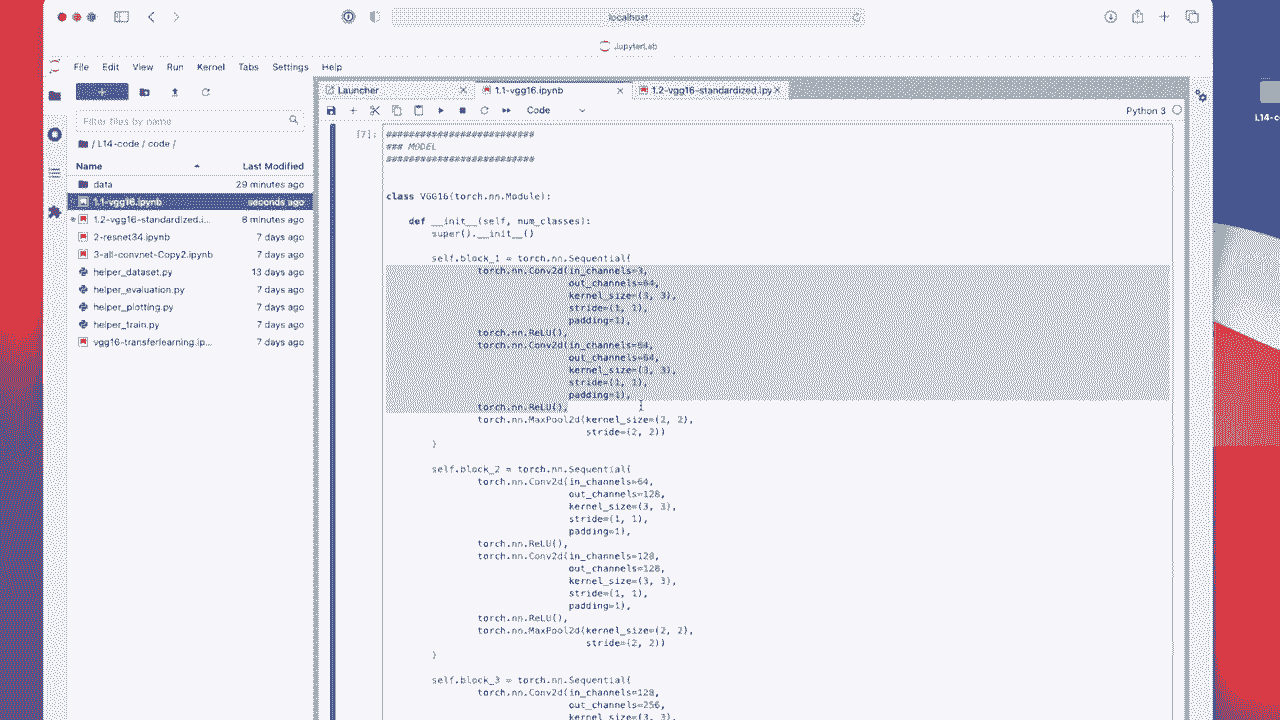 localhost
JupyterLab
File Edit View Run Kernel Tabs Settings Help
Launcher
1.1-vgg16.ipynb
1.2-vgg16-standardized.ipy
Code
Python 3
Filter files by name
/ L14-code / code /
Name Last Modified
data 29 minutes ago
1.1-vgg16.ipynb seconds ago
1.2-vgg16-standardized.i... 6 minutes ago
2-resnet34.ipynb 7 days ago
3-all-convnet-Copy2.ipynb 7 days ago
helper_dataset.py 13 days ago
helper_evaluation.py 7 days ago
helper_plotting.py 7 days ago
helper_train.py 7 days ago
vgg16-transferlearning.ip... 7 days ago
[7]:
##########################
### MODEL
##########################
class VGG16(torch.nn.Module):
def __init__(self, num_classes):
super().__init__()
self.block_1 = torch.nn.Sequential(
torch.nn.Conv2d(in_channels=3,
out_channels=64,
kernel_size=(3, 3),
stride=(1, 1),
padding=1),
torch.nn.ReLU(),
torch.nn.Conv2d(in_channels=64,
out_channels=64,
kernel_size=(3, 3),
stride=(1, 1),
padding=1),
torch.nn.ReLU(),
torch.nn.MaxPool2d(kernel_size=(2, 2),
stride=(2, 2))
)
self.block_2 = torch.nn.Sequential(
torch.nn.Conv2d(in_channels=64,
out_channels=128,
kernel_size=(3, 3),
stride=(1, 1),
padding=1),
torch.nn.ReLU(),
torch.nn.Conv2d(in_channels=128,
out_channels=128,
kernel_size=(3, 3),
stride=(1, 1),
padding=1),
torch.nn.ReLU(),
torch.nn.MaxPool2d(kernel_size=(2, 2),
stride=(2, 2))
)
self.block_3 = torch.nn.Sequential(
torch.nn.Conv2d(in_channels=128,
out_channels=256,
kernel_size=(3, 3),
L14-c